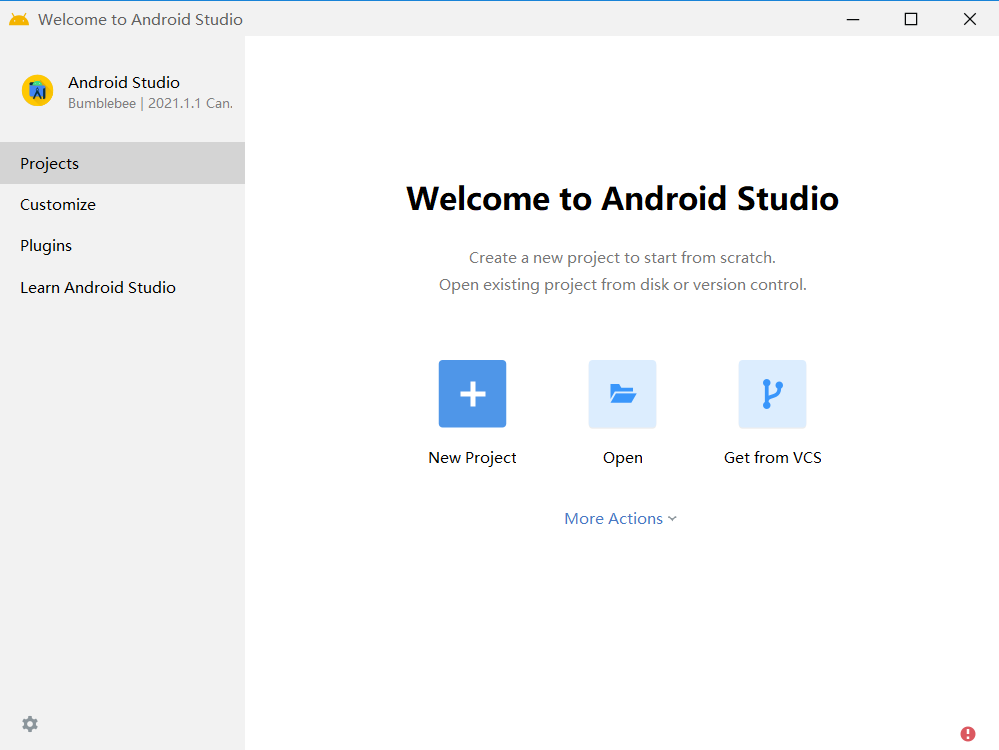 Welcome to Android Studio
Android Studio
Bumblebee | 2021.1.1 Can.
Projects
Customize
Plugins
Learn Android Studio
Welcome to Android Studio
Create a new project to start from scratch.
Open existing project from disk or version control.
New Project
Open
Get from VCS
More Actions